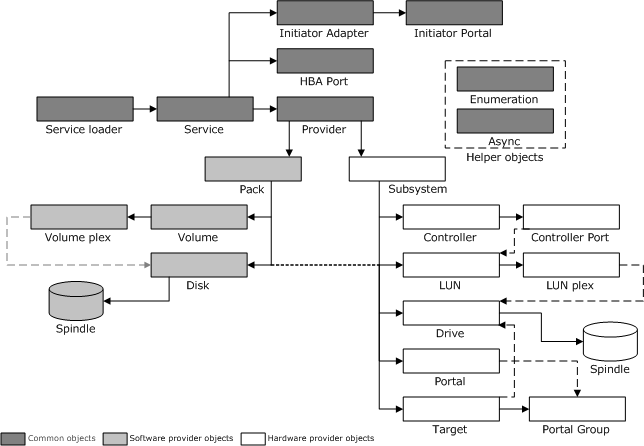 Initiator Adapter
Initiator Portal
HBA Port
Enumeration
Service loader
Service
Provider
Async
Helper objects
Pack
Subsystem
Volume plex
Volume
Controller
Controller Port
Disk
LUN
LUN plex
Spindle
Drive
Spindle
Portal
Target
Portal Group
Common objects
Software provider objects
Hardware provider objects